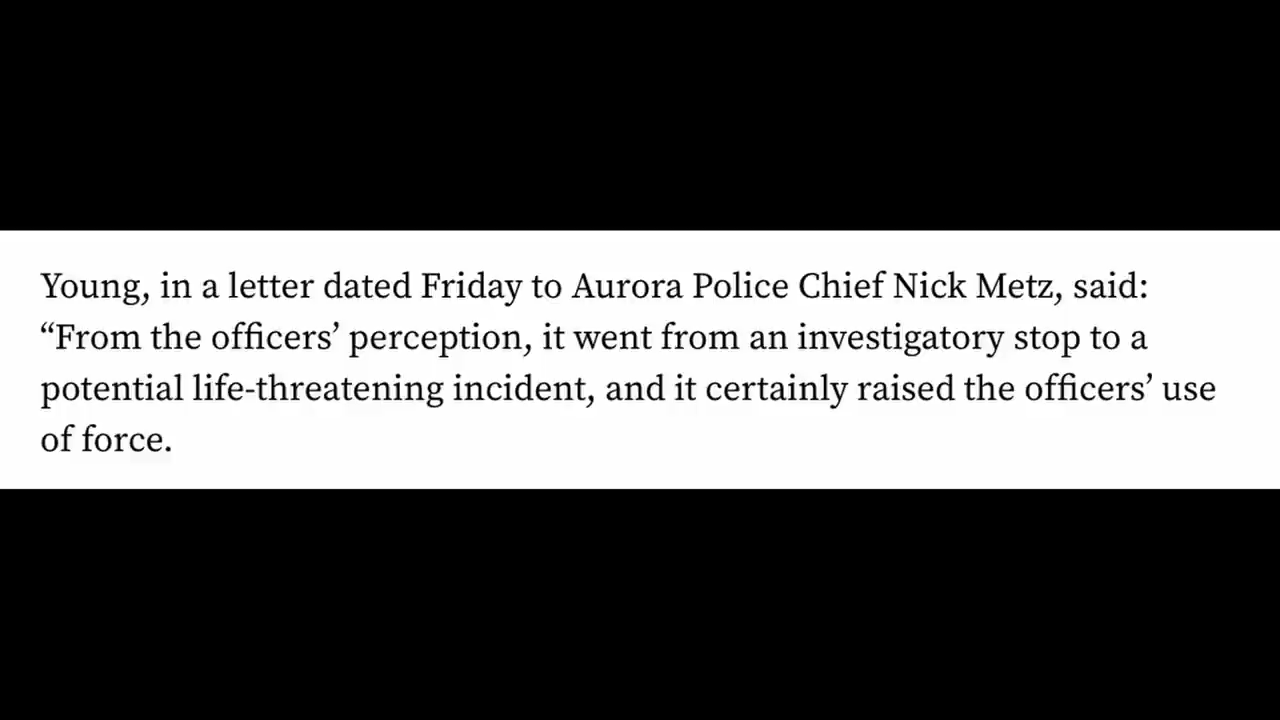 Young, in a letter dated Friday to Aurora Police Chief Nick Metz, said:
“From the officers’ perception, it went from an investigatory stop to a
potential life-threatening incident, and it certainly raised the officers’ use
of force.